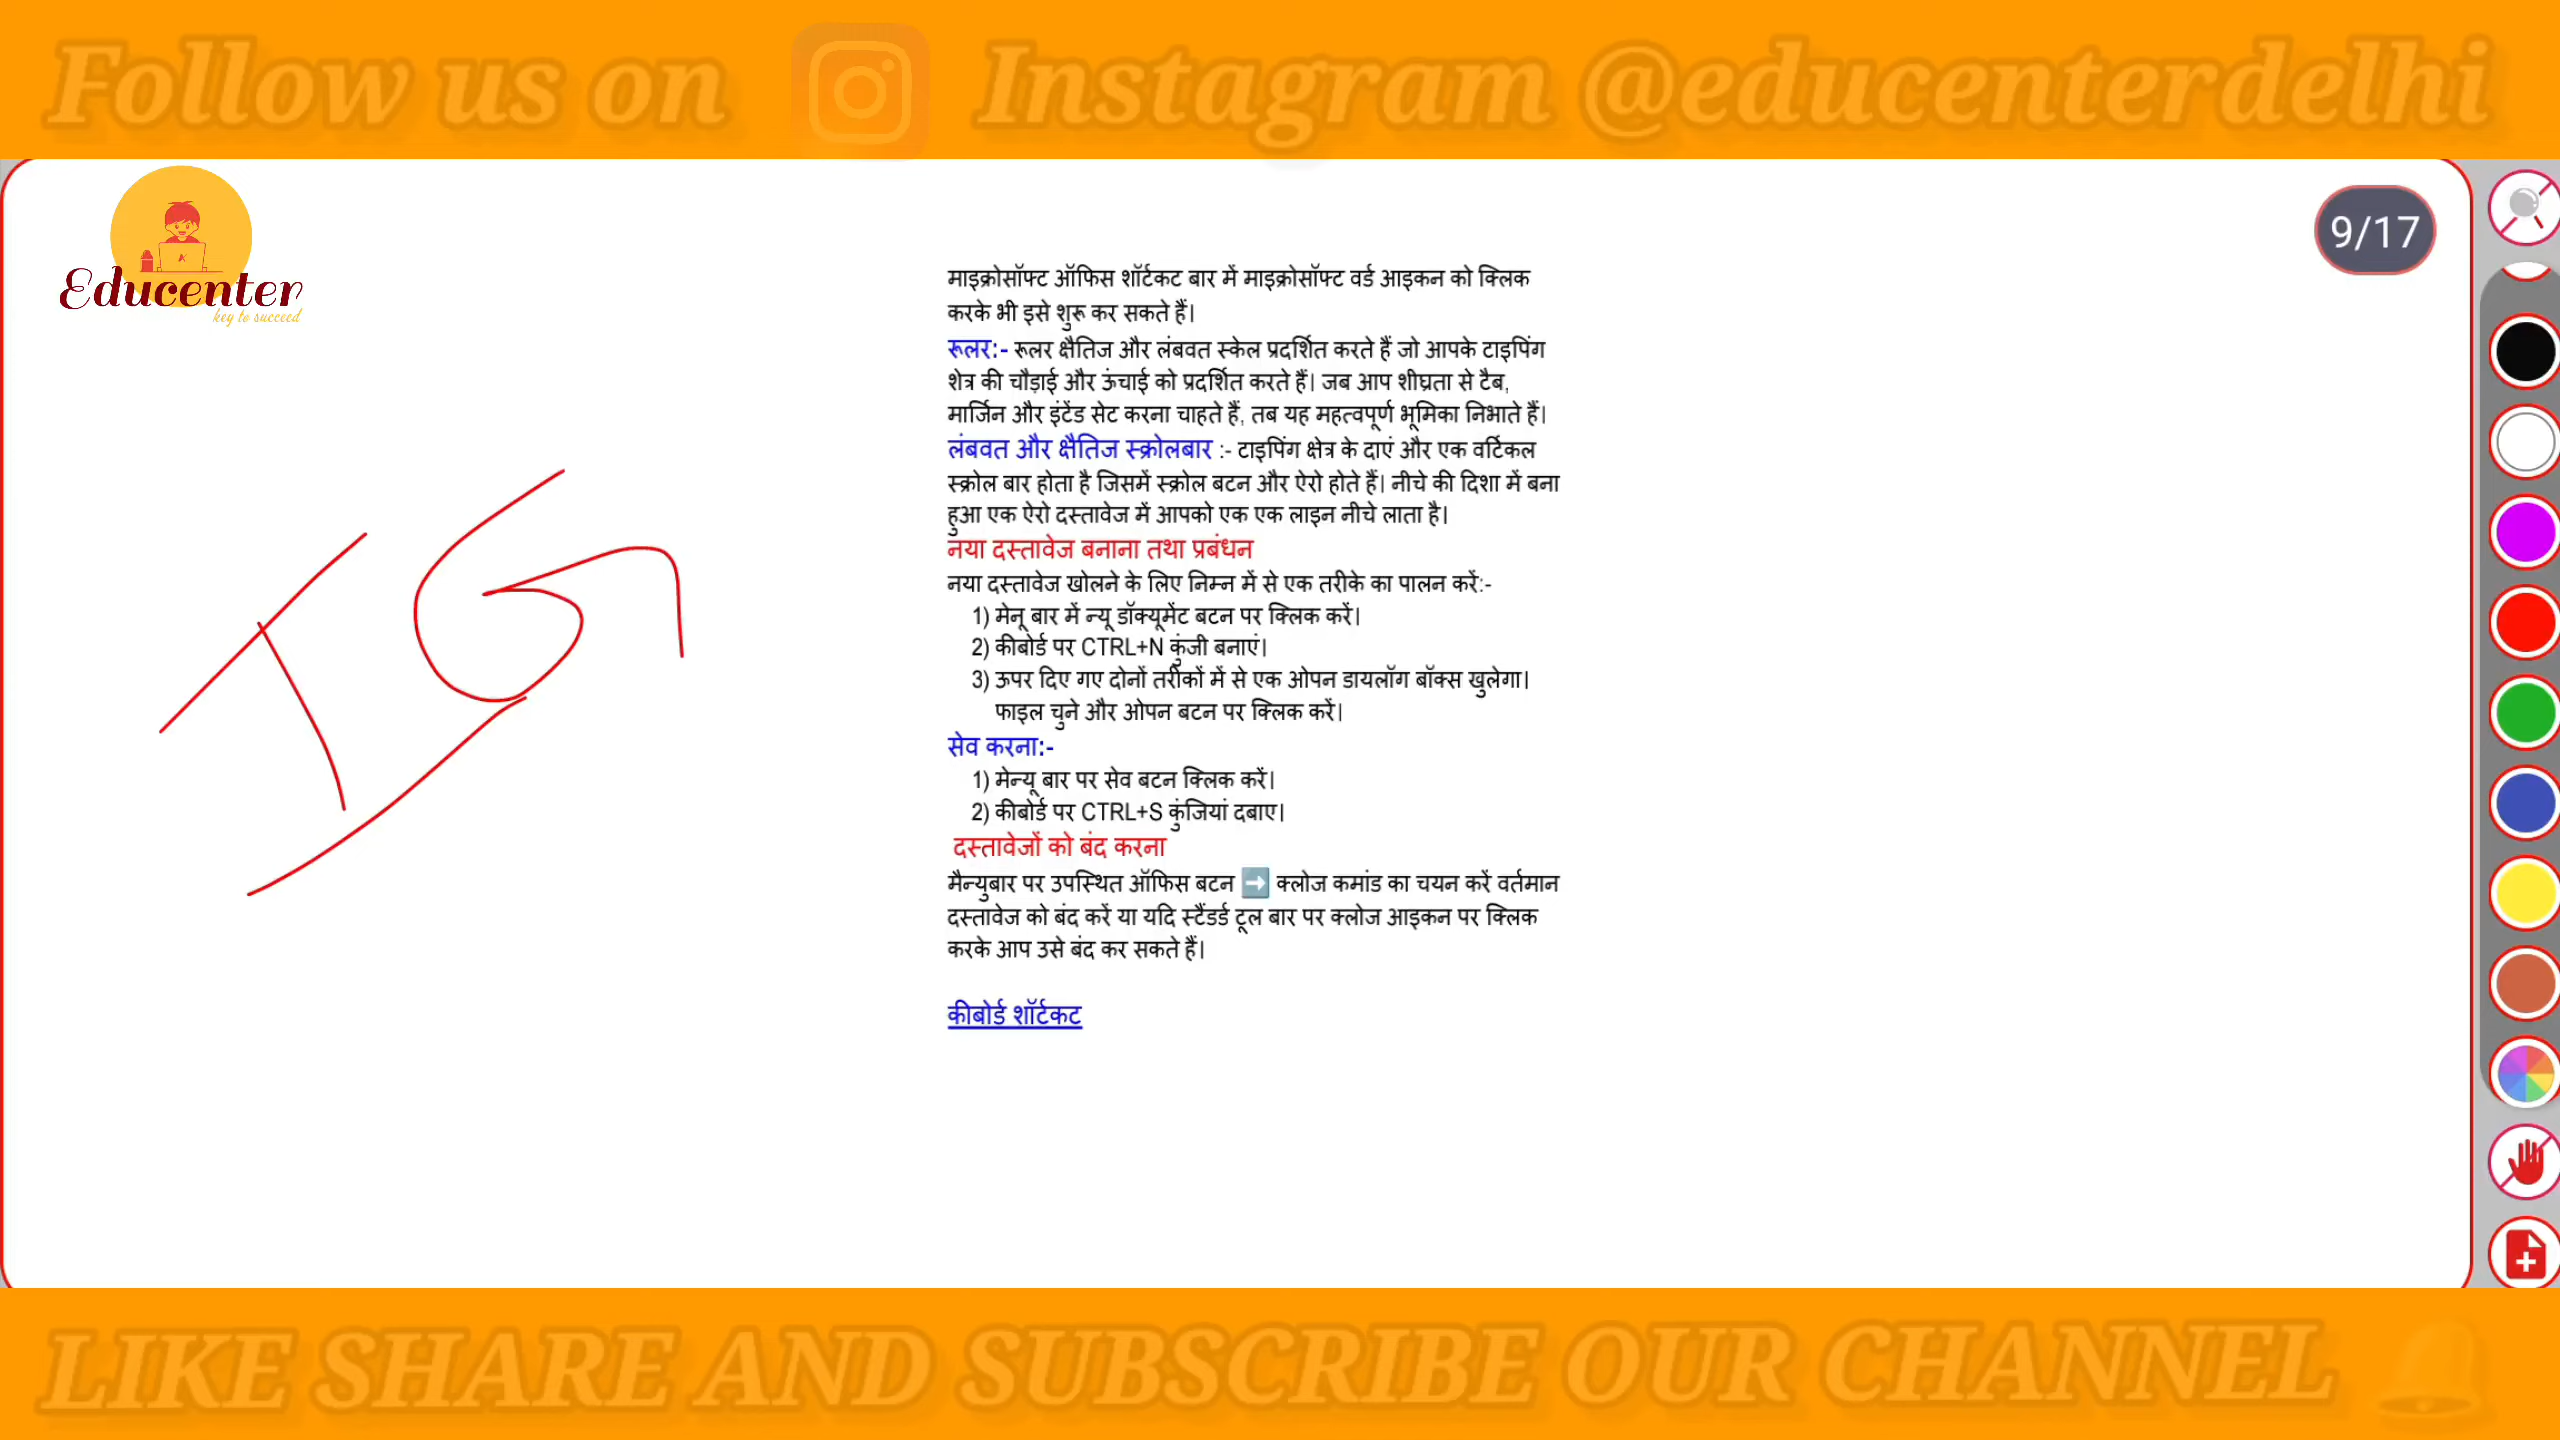 Follow us on Instagram @educenterdelhi
Educenter
key to succeed
9/17
माइक्रोसॉफ्ट ऑफिस शॉर्टकट बार में माइक्रोसॉफ्ट वर्ड आइकन को क्लिक
करके भी इसे शुरू कर सकते हैं।
रूलर:- रूलर क्षैतिज और लंबवत स्केल प्रदर्शित करते हैं जो आपके टाइपिंग
शेत्र की चौड़ाई और ऊंचाई को प्रदर्शित करते हैं। जब आप शीघ्रता से टैब,
मार्जिन और इंटेंड सेट करना चाहते हैं, तब यह महत्वपूर्ण भूमिका निभाते हैं।
लंबवत और क्षैतिज स्क्रोलबार :- टाइपिंग क्षेत्र के दाएं और एक वर्टिकल
स्क्रोल बार होता है जिसमें स्क्रोल बटन और ऐरो होते हैं। नीचे की दिशा में बना
हुआ एक ऐरो दस्तावेज में आपको एक एक लाइन नीचे लाता है।
नया दस्तावेज बनाना तथा प्रबंधन
नया दस्तावेज खोलने के लिए निम्न में से एक तरीके का पालन करें:-
1) मेनू बार में न्यू डॉक्यूमेंट बटन पर क्लिक करें।
2) कीबोर्ड पर CTRL+N कुंजी बनाएं।
3) ऊपर दिए गए दोनों तरीकों में से एक ओपन डायलॉग बॉक्स खुलेगा।
फाइल चुने और ओपन बटन पर क्लिक करें।
सेव करना:-
1) मेन्यू बार पर सेव बटन क्लिक करें।
2) कीबोर्ड पर CTRL+S कुंजियां दबाए।
दस्तावेजों को बंद करना
मैन्युबार पर उपस्थित ऑफिस बटन ➡ क्लोज कमांड का चयन करें वर्तमान
दस्तावेज को बंद करें या यदि स्टैंडर्ड टूल बार पर क्लोज आइकन पर क्लिक
करके आप उसे बंद कर सकते हैं।
कीबोर्ड शॉर्टकट
LIKE SHARE AND SUBSCRIBE OUR CHANNEL